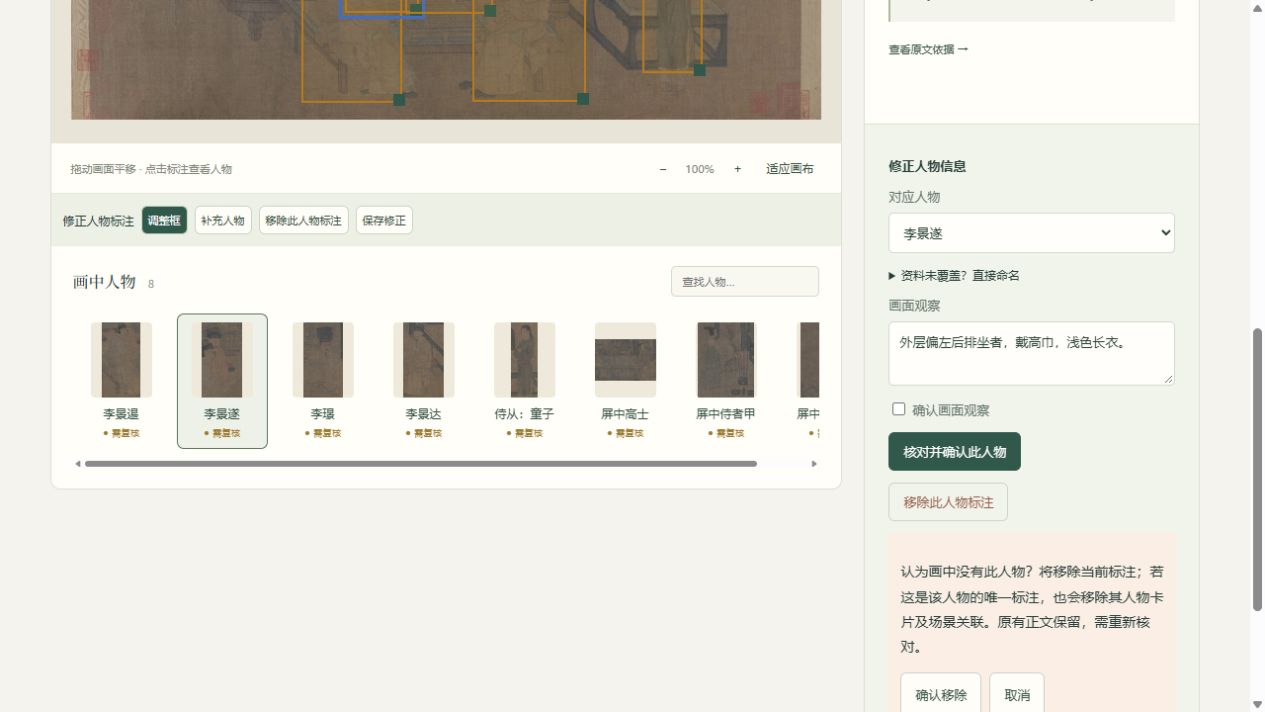 拖动画面平移 · 点击标注查看人物
− 100% + 适应画布
修正人物标注 调整框 补充人物 移除此人物标注 保存修正
画中人物 8
查找人物...
李景逷 李景遂 李璟 李景达 侍从：童子 屏中高士 屏中侍者甲 屏中
• 需复核 • 需复核 • 需复核 • 需复核 • 需复核 • 需复核 • 需复核
查看原文依据 →
修正人物信息
对应人物
李景遂
▶ 资料未覆盖？直接命名
画面观察
外层偏左后排坐者，戴高巾，浅色长衣。
确认画面观察
核对并确认此人物
移除此人物标注
认为画中没有此人物？将移除当前标注；若
这是该人物的唯一标注，也会移除其人物卡
片及场景关联。原有正文保留，需重新核
对。
确认移除 取消